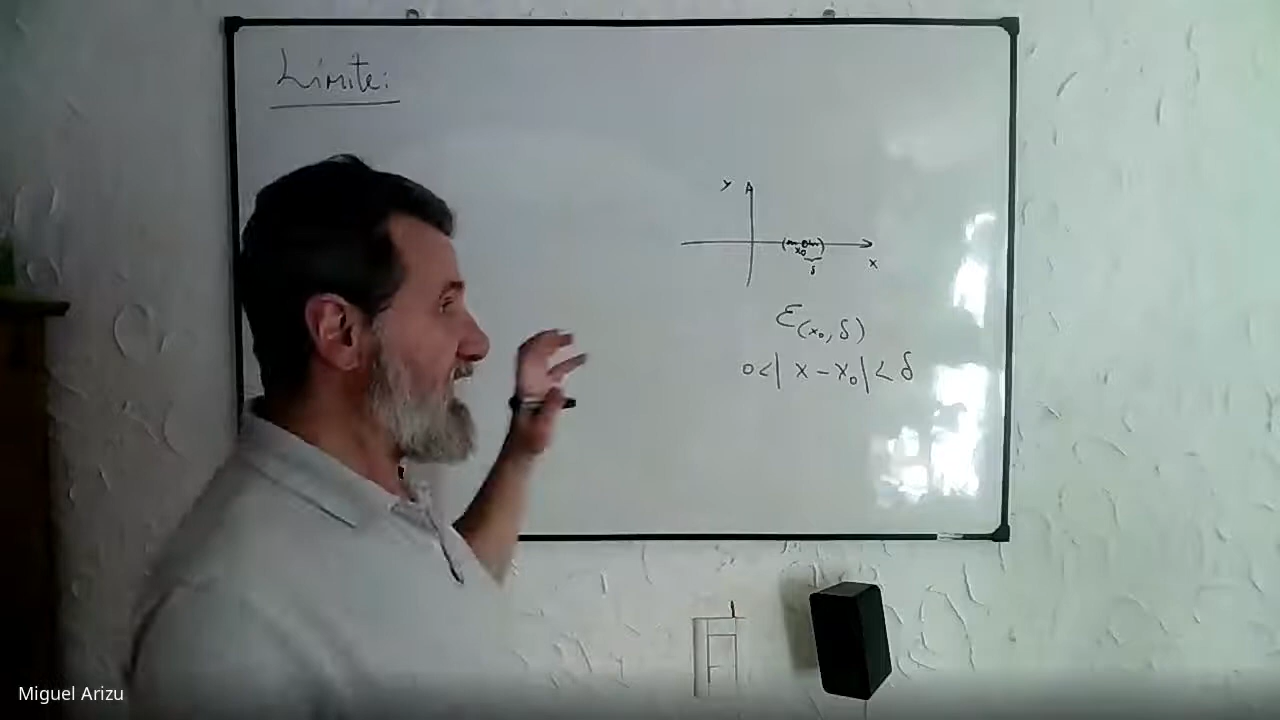 Límite:
y
x₀
δ
x
ε(x₀, δ)
0<| x - x₀|< δ
Miguel Arizu